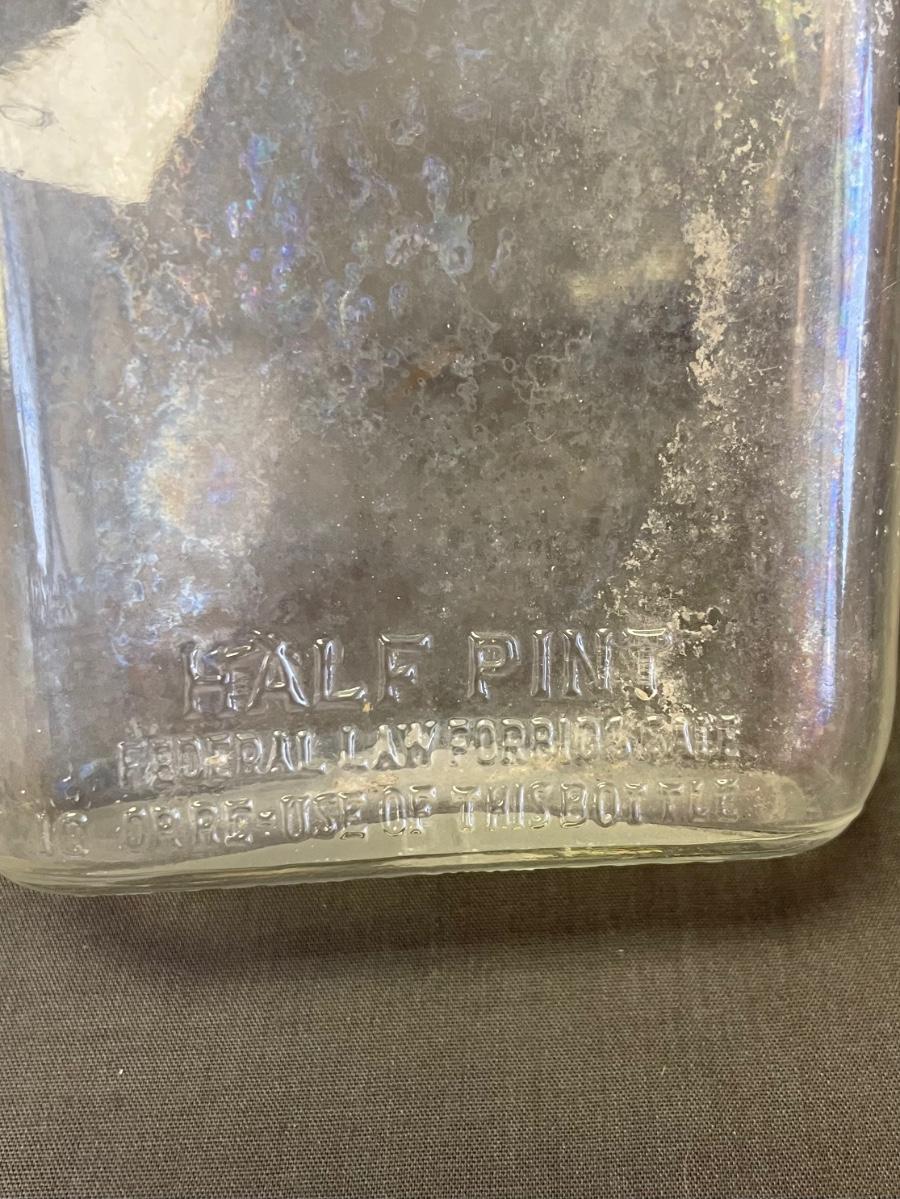 HALF PINT
FEDERAL LAW FORBIDS SALE
OR RE-USE OF THIS BOTTLE